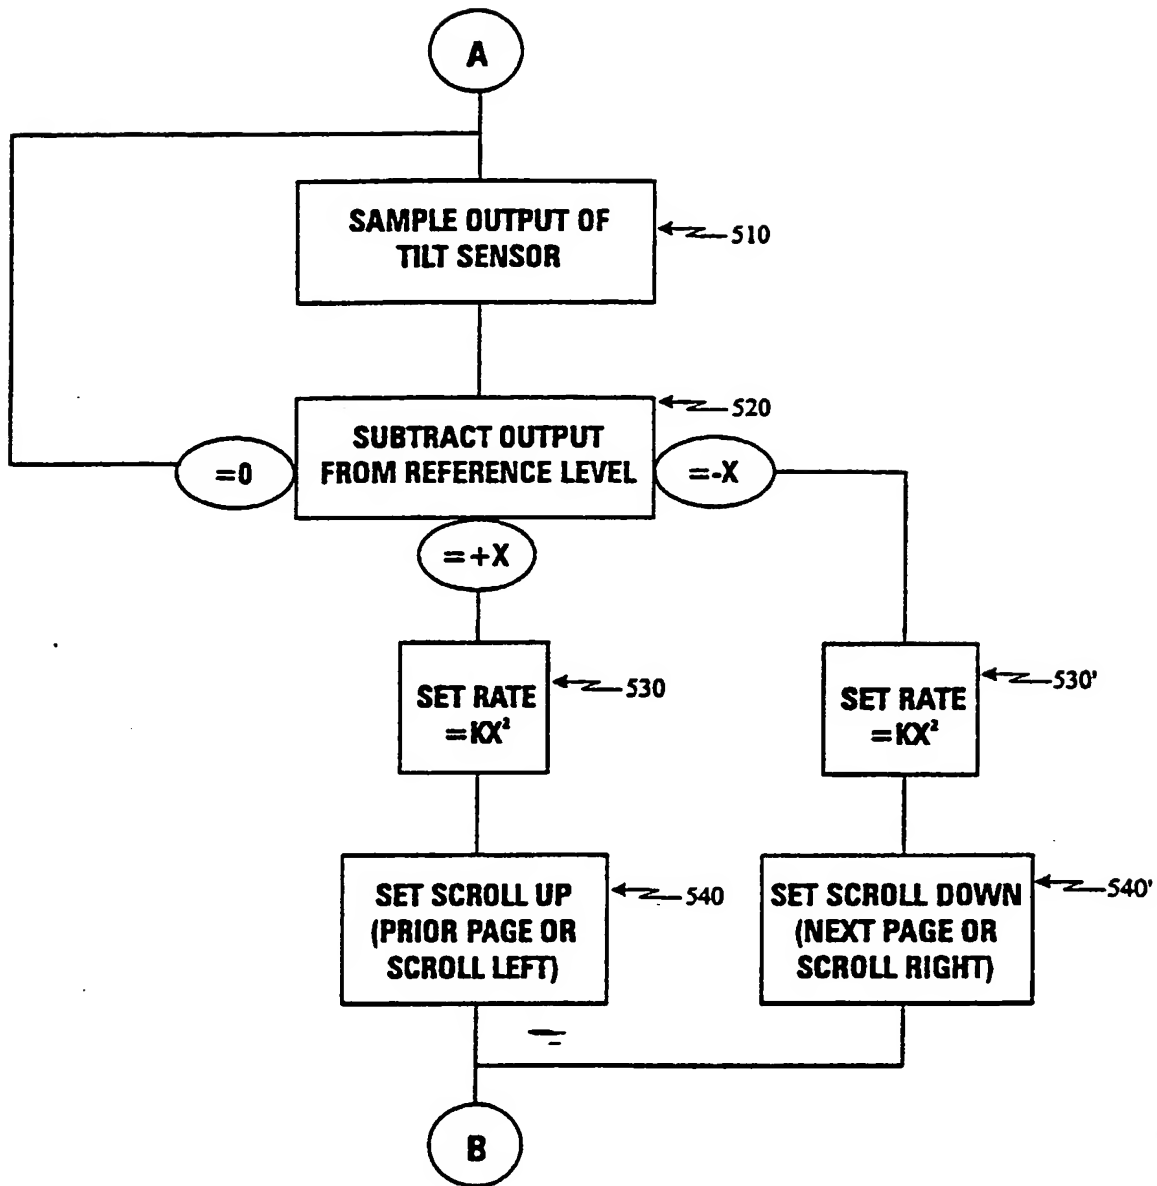 A
SAMPLE OUTPUT OF
TILT SENSOR
510
SUBTRACT OUTPUT
FROM REFERENCE LEVEL
520
=0
=-X
=+X
SET RATE
=KX²
530
SET RATE
=KX²
530'
SET SCROLL UP
(PRIOR PAGE OR
SCROLL LEFT)
540
SET SCROLL DOWN
(NEXT PAGE OR
SCROLL RIGHT)
540'
B